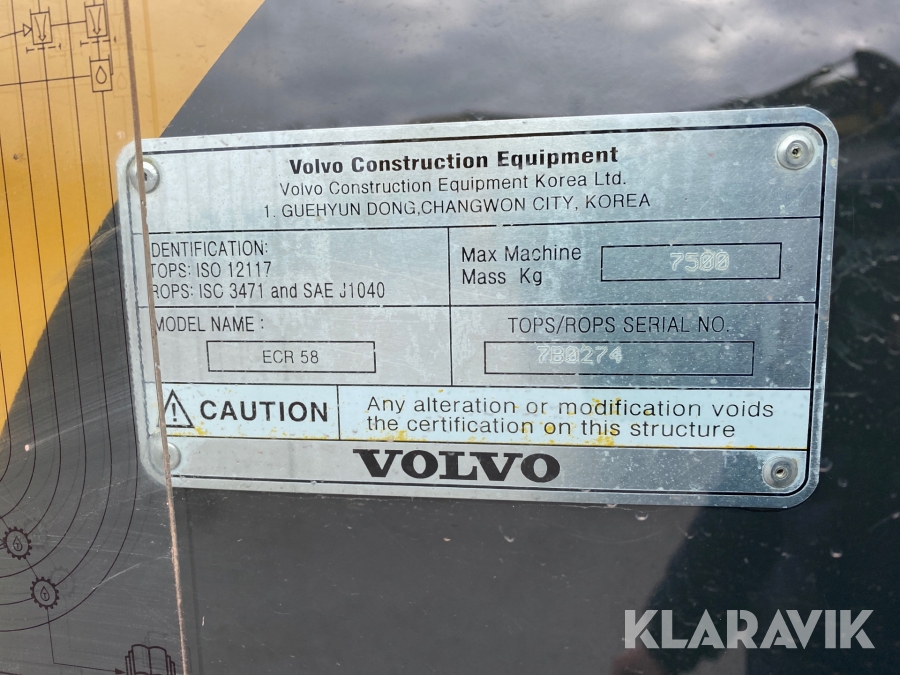 Volvo Construction Equipment
Volvo Construction Equipment Korea Ltd.
1. GUEHYUN DONG,CHANGWON CITY, KOREA
IDENTIFICATION:
TOPS: ISO 12117
ROPS: ISC 3471 and SAE J1040
Max Machine
Mass Kg
7500
MODEL NAME :
ECR 58
TOPS/ROPS SERIAL NO.
7B0274
CAUTION
Any alteration or modification voids
the certification on this structure
VOLVO
KLARAVIK